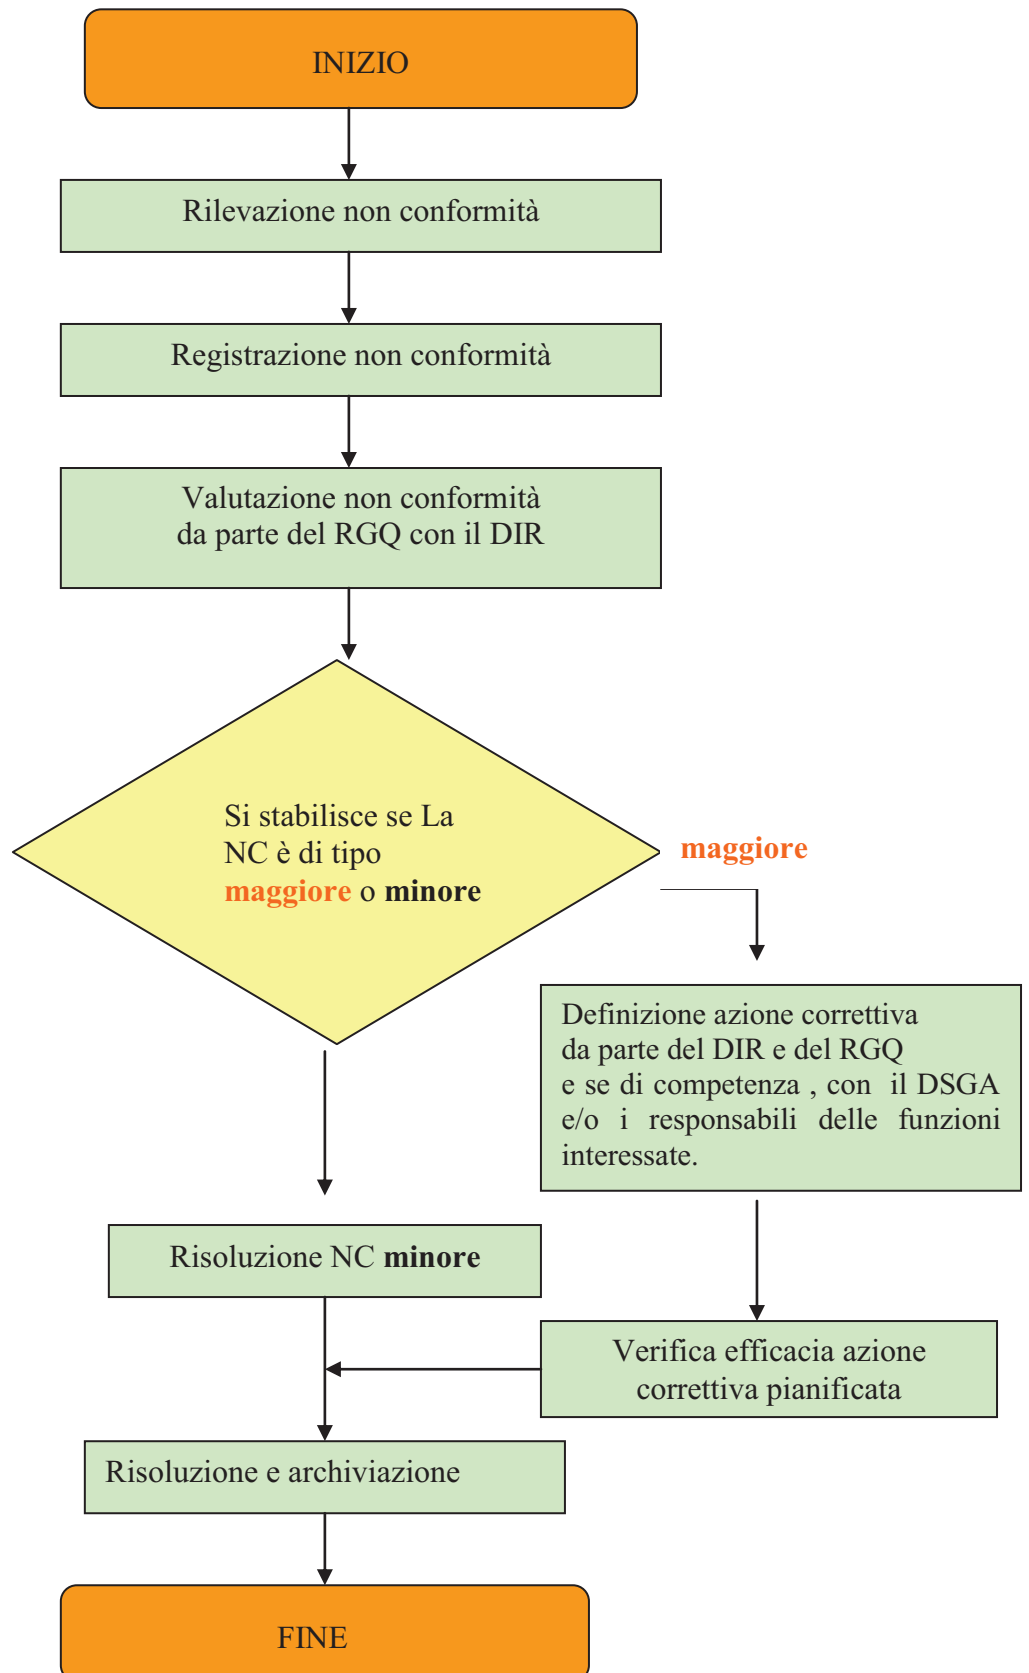 INIZIO
Rilevazione non conformità
Registrazione non conformità
Valutazione non conformità
da parte del RGQ con il DIR
Si stabilisce se La
NC è di tipo
maggiore o minore
maggiore
Definizione azione correttiva
da parte del DIR e del RGQ
e se di competenza , con il DSGA
e/o i responsabili delle funzioni
interessate.
Risoluzione NC minore
Verifica efficacia azione
correttiva pianificata
Risoluzione e archiviazione
FINE